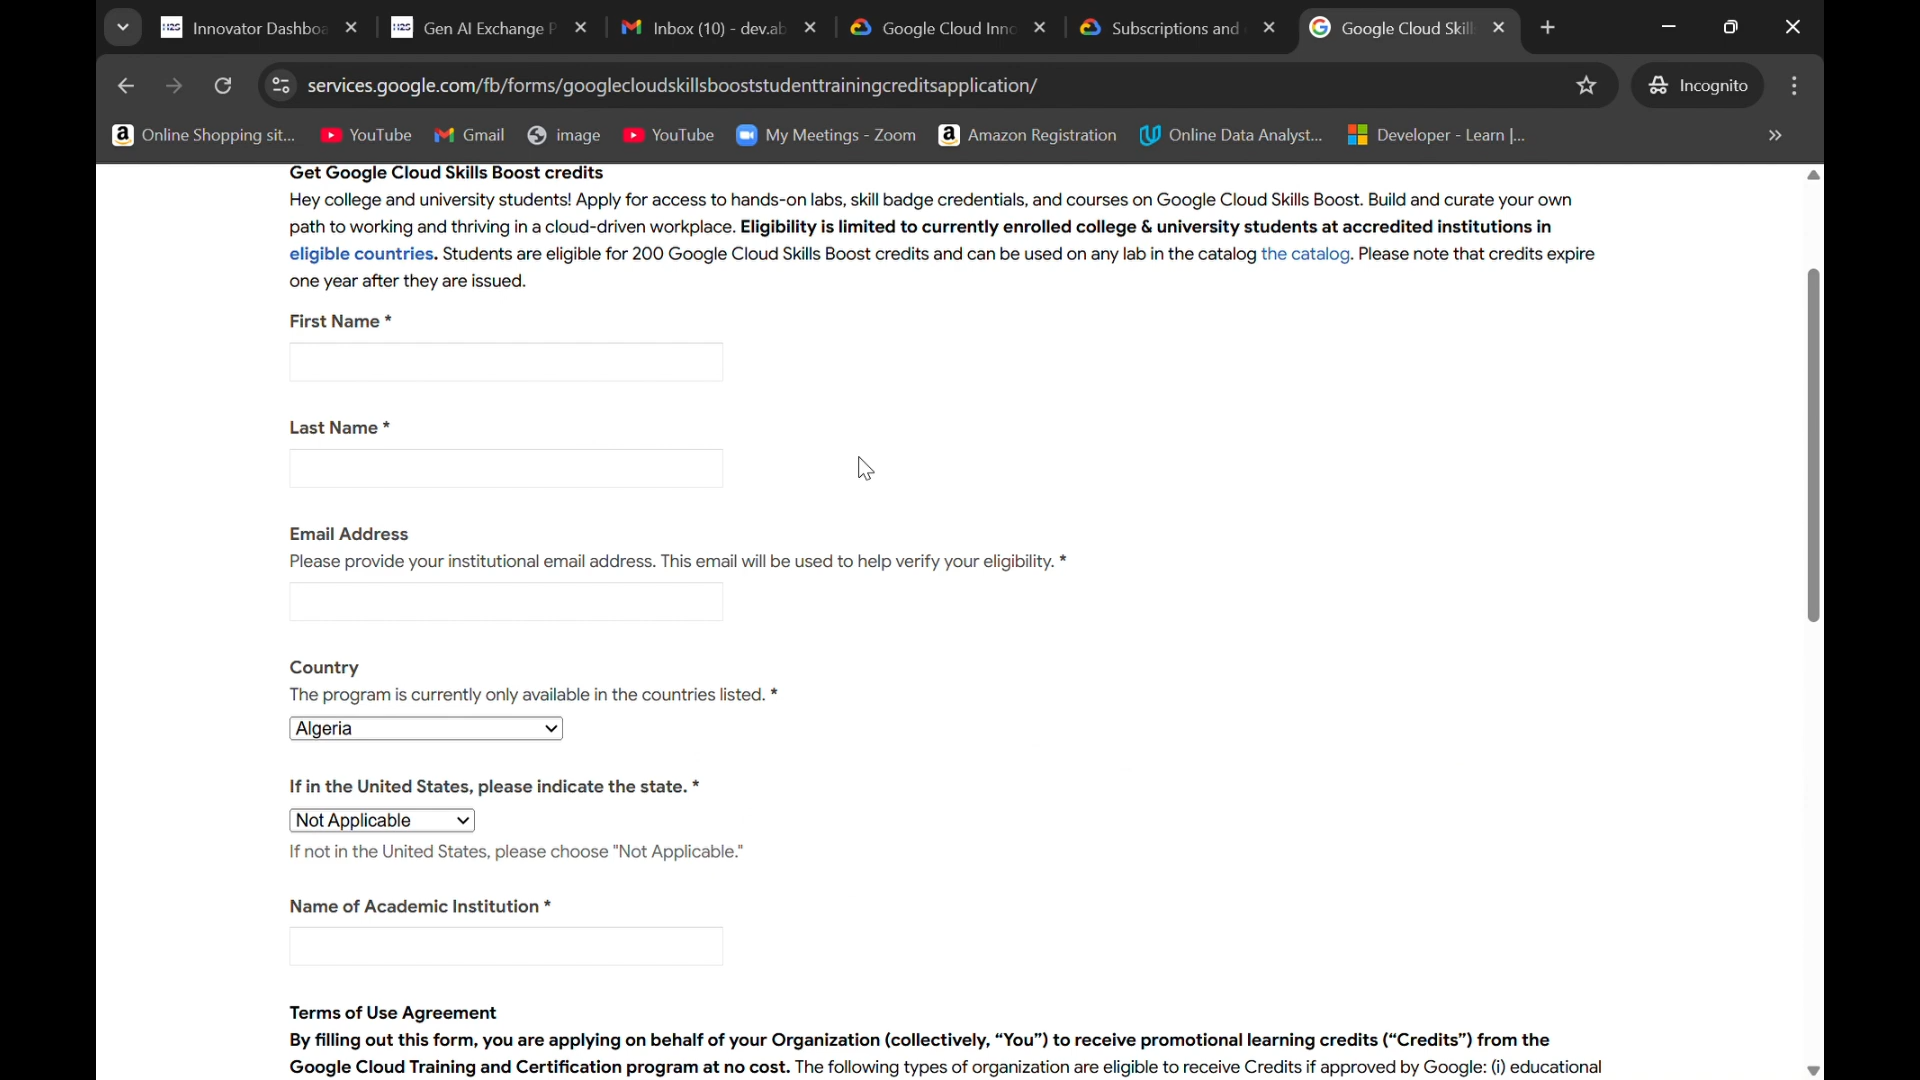 Innovator Dashboa
Gen AI Exchange P
Inbox (10) - dev.ab
Google Cloud Inno
Subscriptions and
Google Cloud Skill
services.google.com/fb/forms/googlecloudskillsbooststudenttrainingcreditsapplication/
Incognito
Online Shopping sit...
YouTube
Gmail
image
YouTube
My Meetings - Zoom
Amazon Registration
Online Data Analyst...
Developer - Learn |...
Get Google Cloud Skills Boost credits
Hey college and university students! Apply for access to hands-on labs, skill badge credentials, and courses on Google Cloud Skills Boost. Build and curate your own
path to working and thriving in a cloud-driven workplace. Eligibility is limited to currently enrolled college & university students at accredited institutions in
eligible countries. Students are eligible for 200 Google Cloud Skills Boost credits and can be used on any lab in the catalog the catalog. Please note that credits expire
one year after they are issued.
First Name *
Last Name *
Email Address
Please provide your institutional email address. This email will be used to help verify your eligibility. *
Country
The program is currently only available in the countries listed. *
Algeria
If in the United States, please indicate the state. *
Not Applicable
If not in the United States, please choose "Not Applicable."
Name of Academic Institution *
Terms of Use Agreement
By filling out this form, you are applying on behalf of your Organization (collectively, “You”) to receive promotional learning credits (“Credits”) from the
Google Cloud Training and Certification program at no cost. The following types of organization are eligible to receive Credits if approved by Google: (i) educational